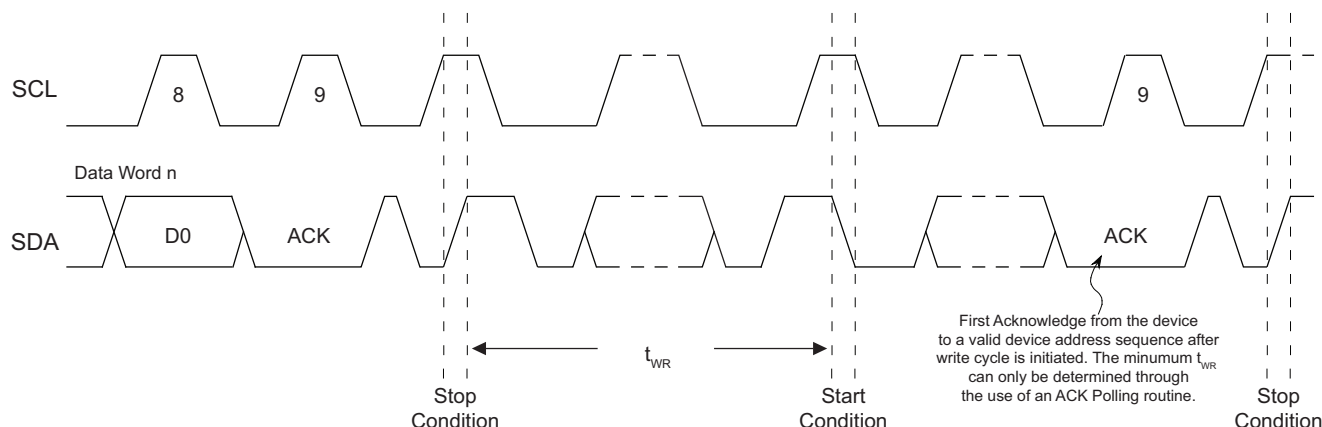 SCL
8
9
9
Data Word n
SDA
D0
ACK
ACK
First Acknowledge from the device
to a valid device address sequence after
write cycle is initiated. The minumum tWR
can only be determined through
the use of an ACK Polling routine.
tWR
Stop
Condition
Start
Condition
Stop
Condition